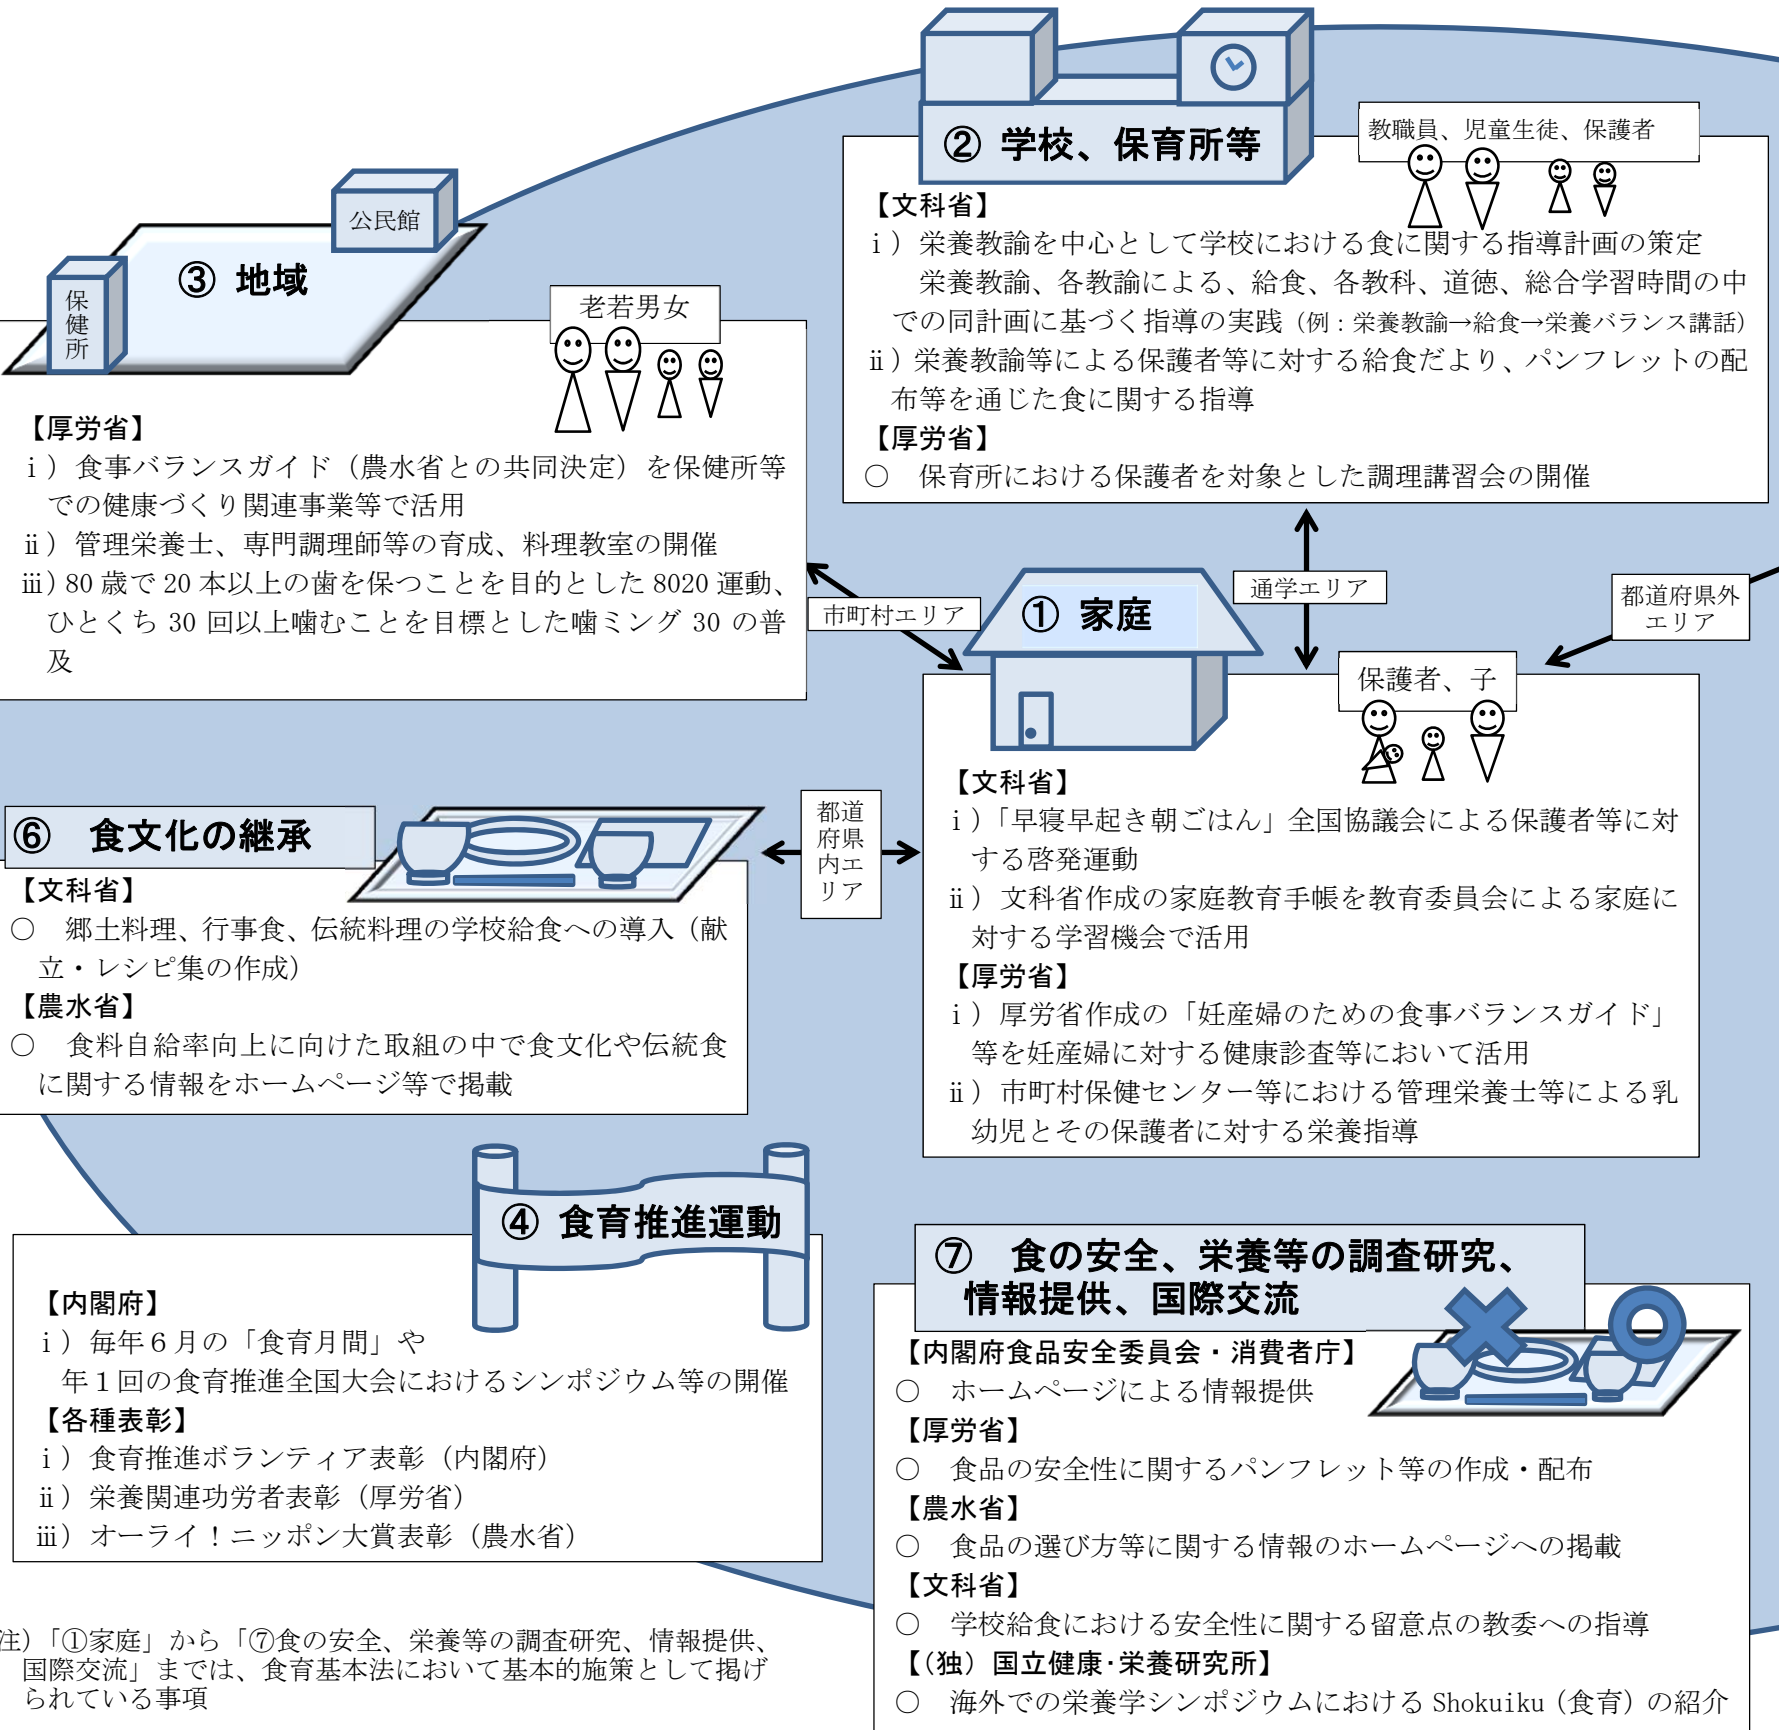 ② 学校、保育所等
教職員、児童生徒、保護者
【文科省】
ⅰ）栄養教諭を中心として学校における食に関する指導計画の策定
栄養教諭、各教諭による、給食、各教科、道徳、総合学習時間の中
での同計画に基づく指導の実践（例：栄養教諭→給食→栄養バランス講話）
ⅱ）栄養教諭等による保護者等に対する給食だより、パンフレットの配
布等を通じた食に関する指導
【厚労省】
○　保育所における保護者を対象とした調理講習会の開催
公民館
③ 地域
保健所
老若男女
【厚労省】
ⅰ）食事バランスガイド（農水省との共同決定）を保健所等
での健康づくり関連事業等で活用
ⅱ）管理栄養士、専門調理師等の育成、料理教室の開催
ⅲ）80 歳で 20 本以上の歯を保つことを目的とした 8020 運動、
ひとくち 30 回以上噛むことを目標とした噛ミング 30 の普
及
市町村エリア
通学エリア
都道府県外
エリア
① 家庭
保護者、子
【文科省】
ⅰ）「早寝早起き朝ごはん」全国協議会による保護者等に対
する啓発運動
ⅱ）文科省作成の家庭教育手帳を教育委員会による家庭に
対する学習機会で活用
【厚労省】
ⅰ）厚労省作成の「妊産婦のための食事バランスガイド」
等を妊産婦に対する健康診査等において活用
ⅱ）市町村保健センター等における管理栄養士等による乳
幼児とその保護者に対する栄養指導
都道
府県
内エ
リア
⑥　食文化の継承
【文科省】
○　郷土料理、行事食、伝統料理の学校給食への導入（献
立・レシピ集の作成）
【農水省】
○　食料自給率向上に向けた取組の中で食文化や伝統食
に関する情報をホームページ等で掲載
④ 食育推進運動
【内閣府】
ⅰ）毎年６月の「食育月間」や
年１回の食育推進全国大会におけるシンポジウム等の開催
【各種表彰】
ⅰ）食育推進ボランティア表彰（内閣府）
ⅱ）栄養関連功労者表彰（厚労省）
ⅲ）オーライ！ニッポン大賞表彰（農水省）
⑦　食の安全、栄養等の調査研究、
情報提供、国際交流
【内閣府食品安全委員会・消費者庁】
○　ホームページによる情報提供
【厚労省】
○　食品の安全性に関するパンフレット等の作成・配布
【農水省】
○　食品の選び方等に関する情報のホームページへの掲載
【文科省】
○　学校給食における安全性に関する留意点の教委への指導
【（独）国立健康・栄養研究所】
○　海外での栄養学シンポジウムにおける Shokuiku（食育）の紹介
注）「①家庭」から「⑦食の安全、栄養等の調査研究、情報提供、
国際交流」までは、食育基本法において基本的施策として掲げ
られている事項